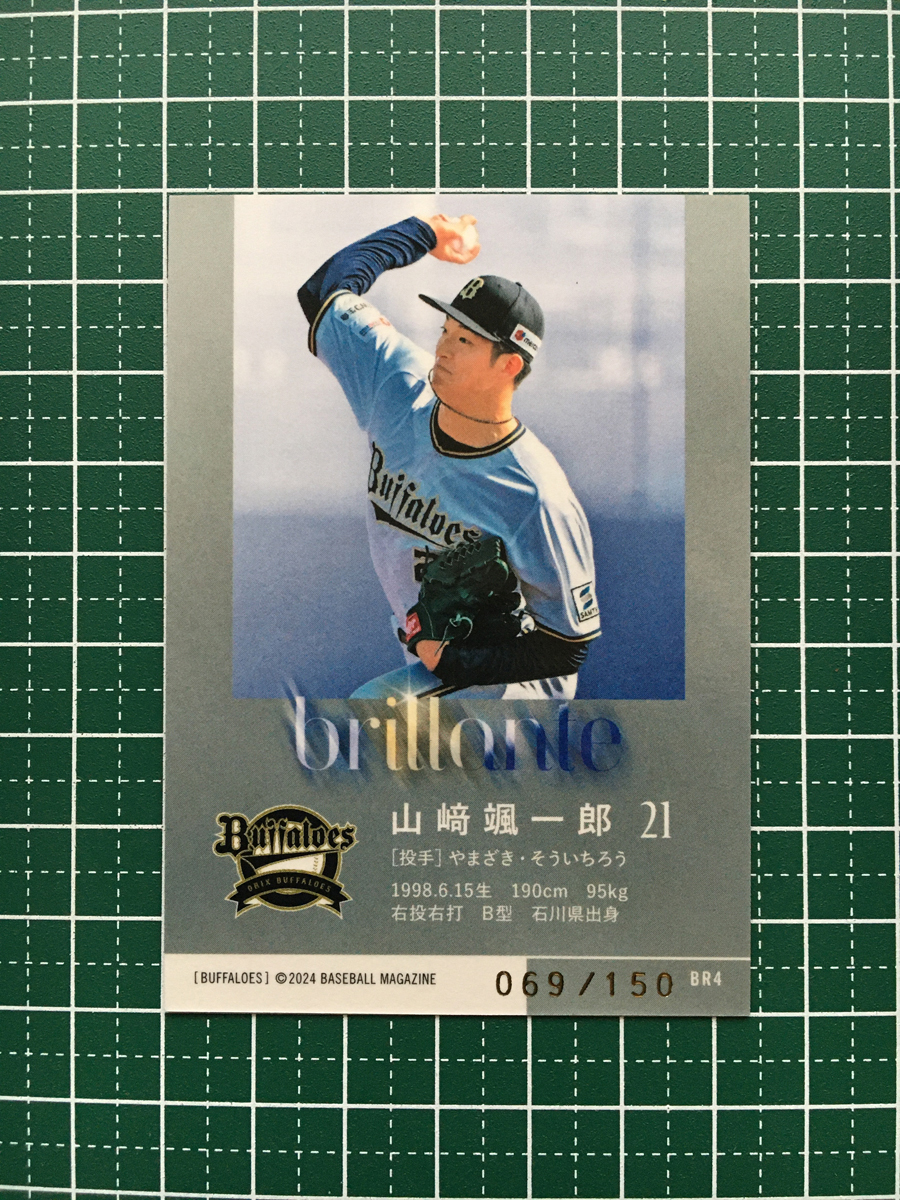 B
Buffaloes
brillante
Buffaloes
ORIX BUFFALOES
山﨑颯一郎 21
[投手] やまざき・そういちろう
1998.6.15生 190cm 95kg
右投右打 B型 石川県出身
[BUFFALOES] ©2024 BASEBALL MAGAZINE
069/150 BR4